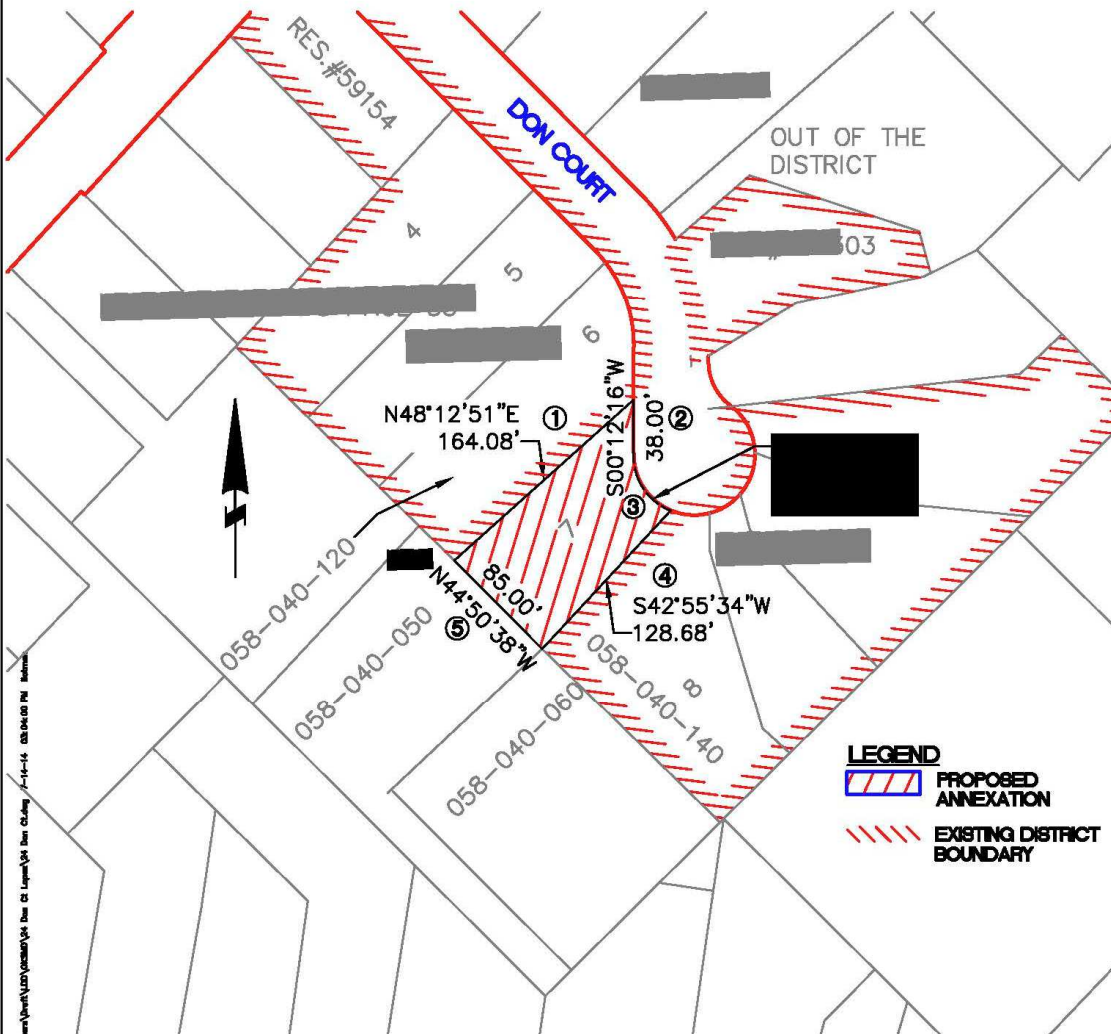 RES.#59154
DON COURT
OUT OF THE
DISTRICT
303
4
5
6
N48°12'51"E
164.08'
①
S00°12'16"W
38.00'
②
③
7
④
S42°55'34"W
128.68'
85.00'
N44°50'38"W
⑤
058-040-120
058-040-050
058-040-060
8
058-040-140
LEGEND
PROPOSED
ANNEXATION
EXISTING DISTRICT
BOUNDARY